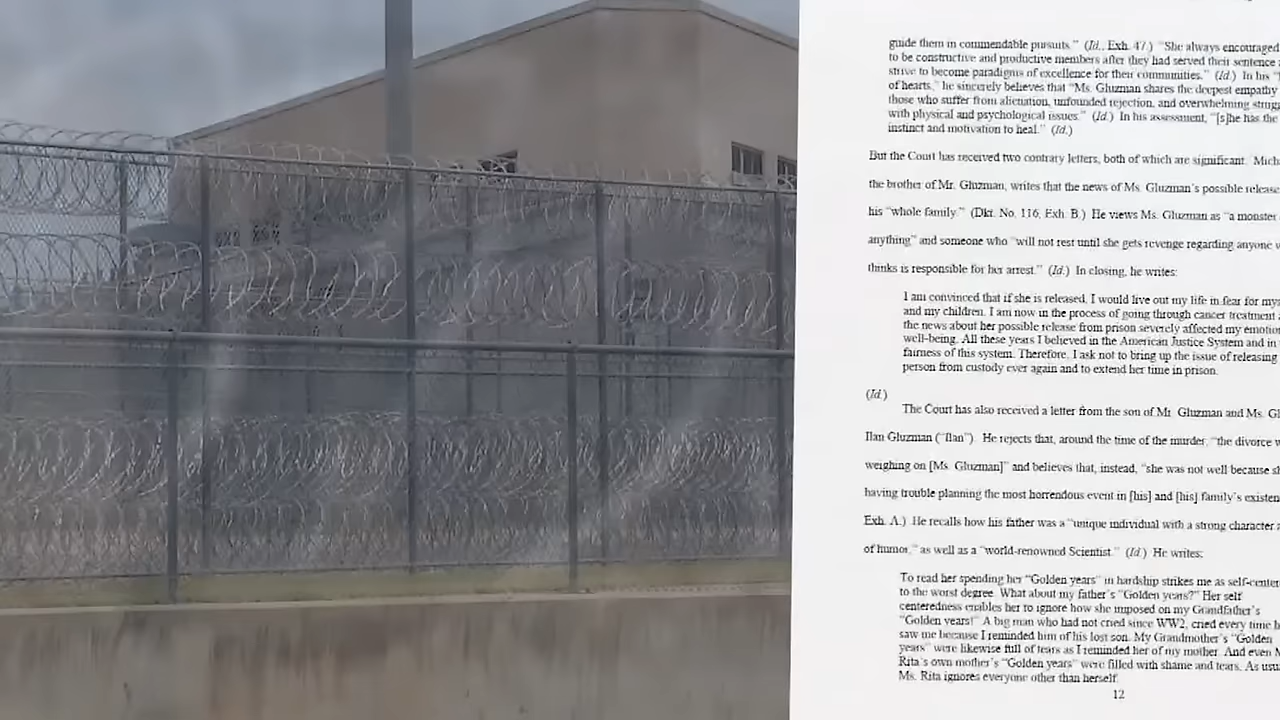 guide them in commendable pursuits." (Id., Exh. 47.) "She always encouraged
to be constructive and productive members after they had served their sentence
strive to become paradigms of excellence for their communities." (Id.) In his
of hearts," he sincerely believes that "Ms. Gluzman shares the deepest empathy
those who suffer from alienation, unfounded rejection, and overwhelming
with physical and psychological issues." (Id.) In his assessment, "[s]he has the
instinct and motivation to heal." (Id.)
But the Court has received two contrary letters, both of which are significant.
the brother of Mr. Gluzman, writes that the news of Ms. Gluzman's possible release
his "whole family." (Dkt. No. 116, Exh. B.) He views Ms. Gluzman as "a monster
anything" and someone who "will not rest until she gets revenge regarding anyone
thinks is responsible for her arrest." (Id.) In closing, he writes:
I am convinced that if she is released, I would live out my life in fear for
and my children. I am now in the process of going through cancer treatment
the news about her possible release from prison severely affected my
well-being. All these years I believed in the American Justice System and in
fairness of this system. Therefore, I ask not to bring up the issue of releasing
person from custody ever again and to extend her time in prison.
(Id.)
The Court has also received a letter from the son of Mr. Gluzman and Ms.
Ilan Gluzman ("Ilan"). He rejects that, around the time of the murder, "the divorce
weighing on [Ms. Gluzman]" and believes that, instead, "she was not well because
having trouble planning the most horrendous event in [his] and [his] family's
Exh. A.) He recalls how his father was a "unique individual with a strong character
of humor," as well as a "world-renowned Scientist." (Id.) He writes:
To read her spending her "Golden years" in hardship strikes me as
to the worst degree. What about my father's "Golden years?" Her self
centeredness enables her to ignore how she imposed on my Grandfather's
"Golden years!" A big man who had not cried since WW2, cried every time
saw me because I reminded him of his lost son. My Grandmother's "Golden
years" were likewise full of tears as I reminded her of my mother. And even
Rita's own mother's "Golden years" were filled with shame and tears. As
Ms. Rita ignores everyone other than herself.
12